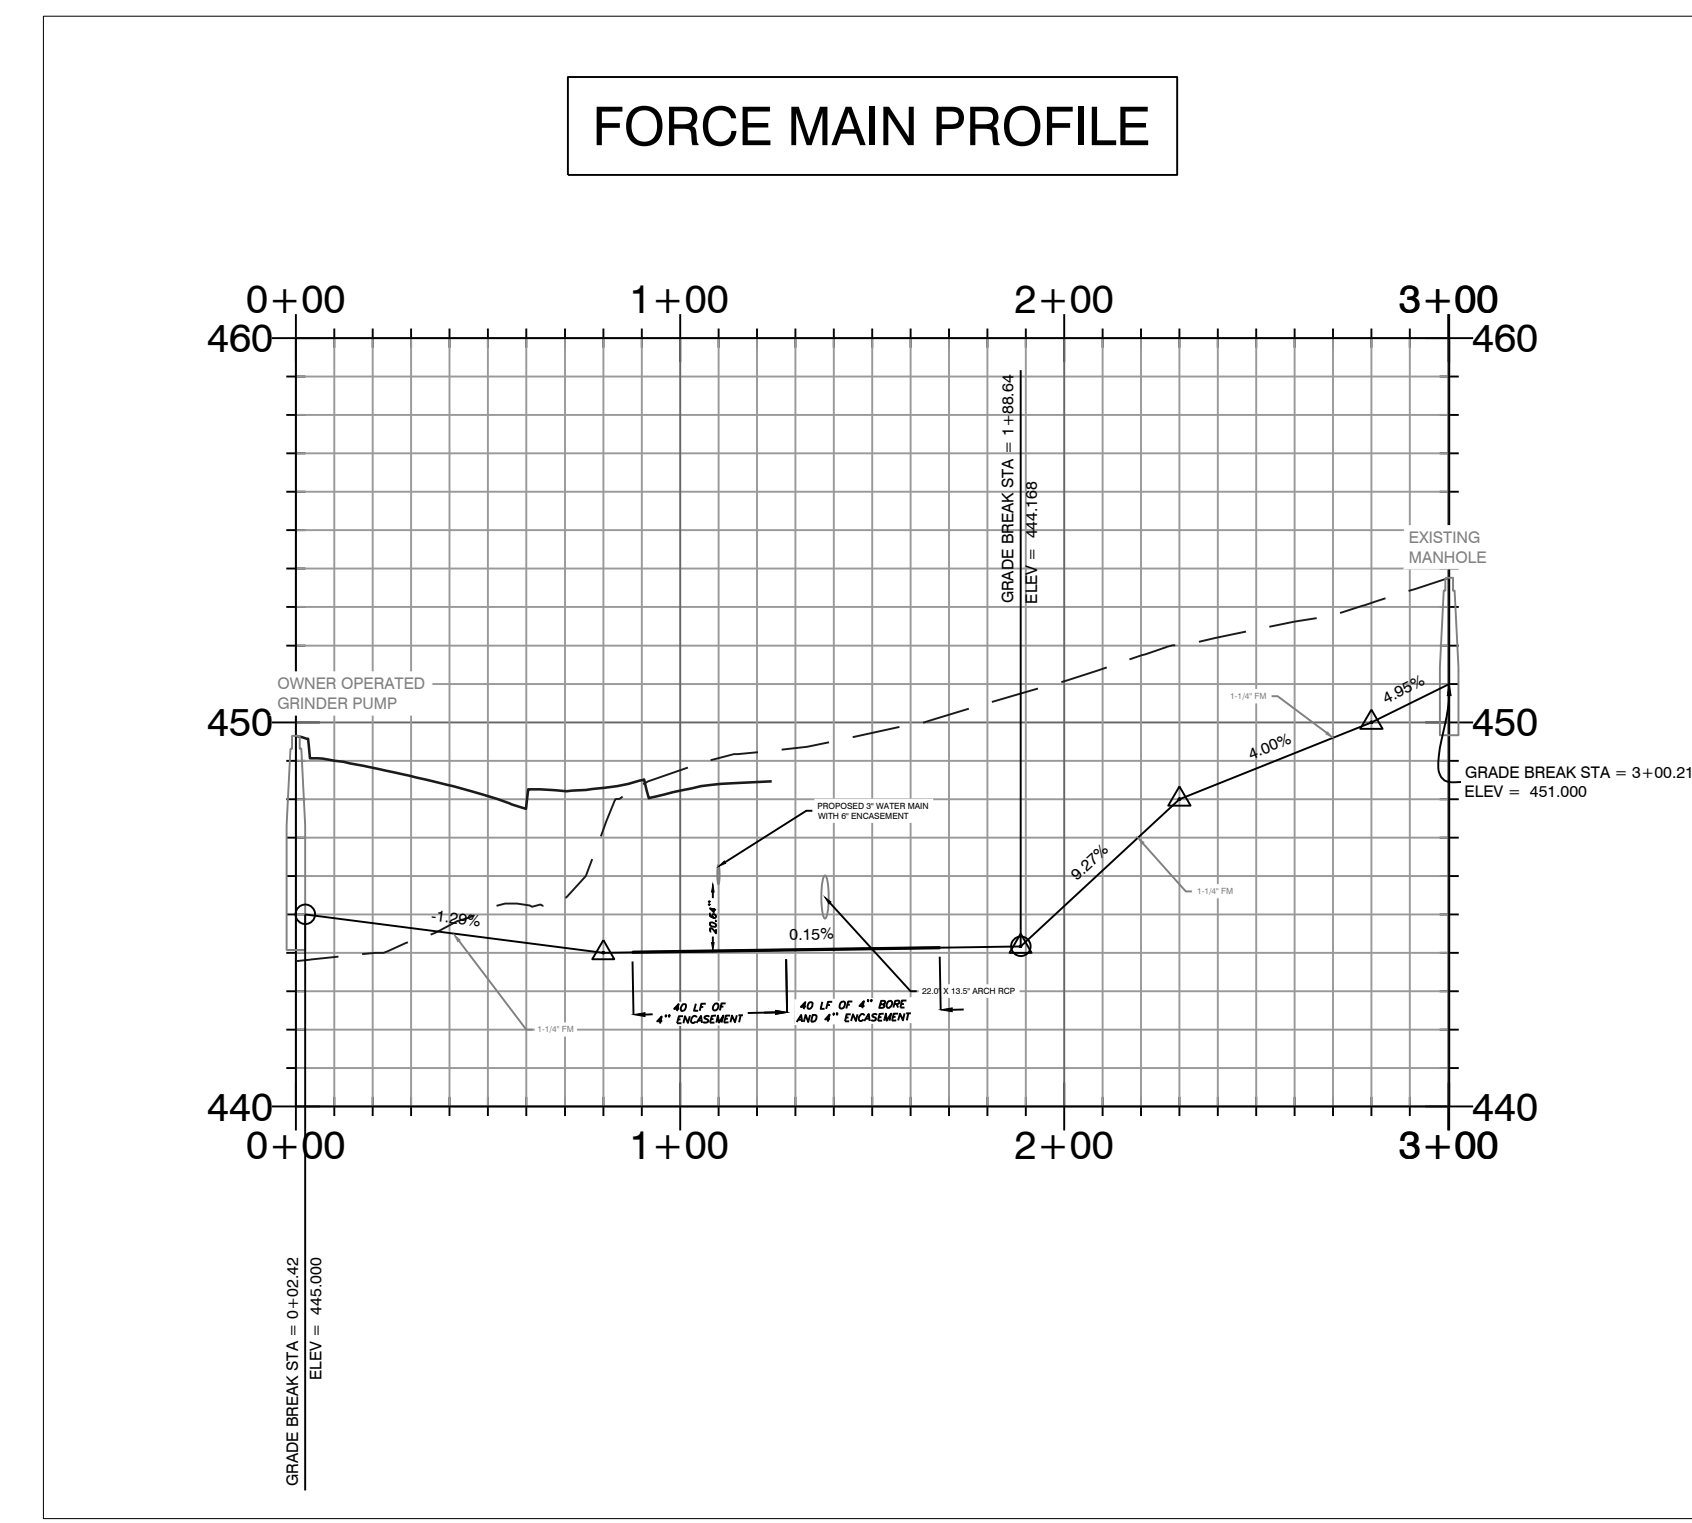 FORCE MAIN PROFILE
0+00 1+00 2+00 3+00
460 460
GRADE BREAK STA = 1+88.64
ELEV = 444.168
EXISTING
MANHOLE
OWNER OPERATED
GRINDER PUMP
4.95%
1-1/4" FM
450 450
4.00%
GRADE BREAK STA = 3+00.21
ELEV = 451.000
PROPOSED 3" WATER MAIN
WITH 6" ENCASEMENT
9.27%
1-1/4" FM
-1.29%
20.64"
0.15%
22.0" X 13.5" ARCH RCP
40 LF OF
4" ENCASEMENT
40 LF OF 4" BORE
AND 4" ENCASEMENT
1-1/4" FM
440 440
0+00 1+00 2+00 3+00
GRADE BREAK STA = 0+02.42
ELEV = 445.000